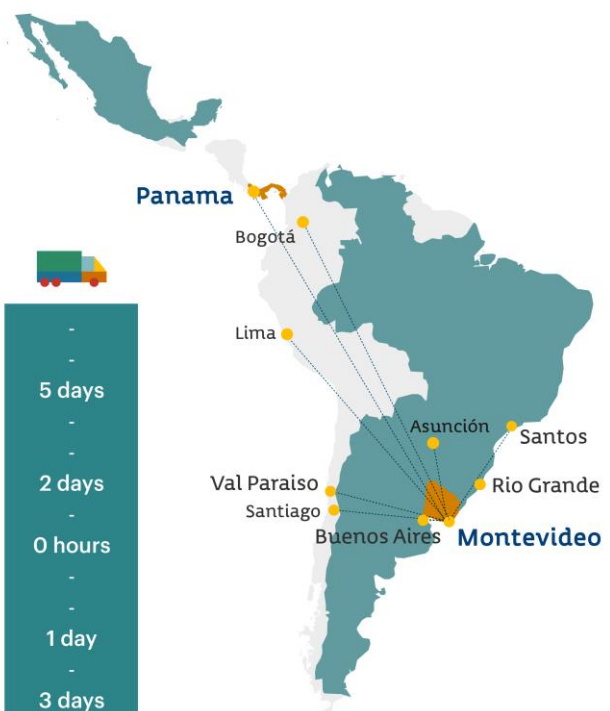 Panama
Bogotá
Lima
Asunción
Santos
Val Paraiso
Rio Grande
Santiago
Buenos Aires
Montevideo
-
-
5 days
-
-
2 days
-
0 hours
-
-
1 day
-
3 days